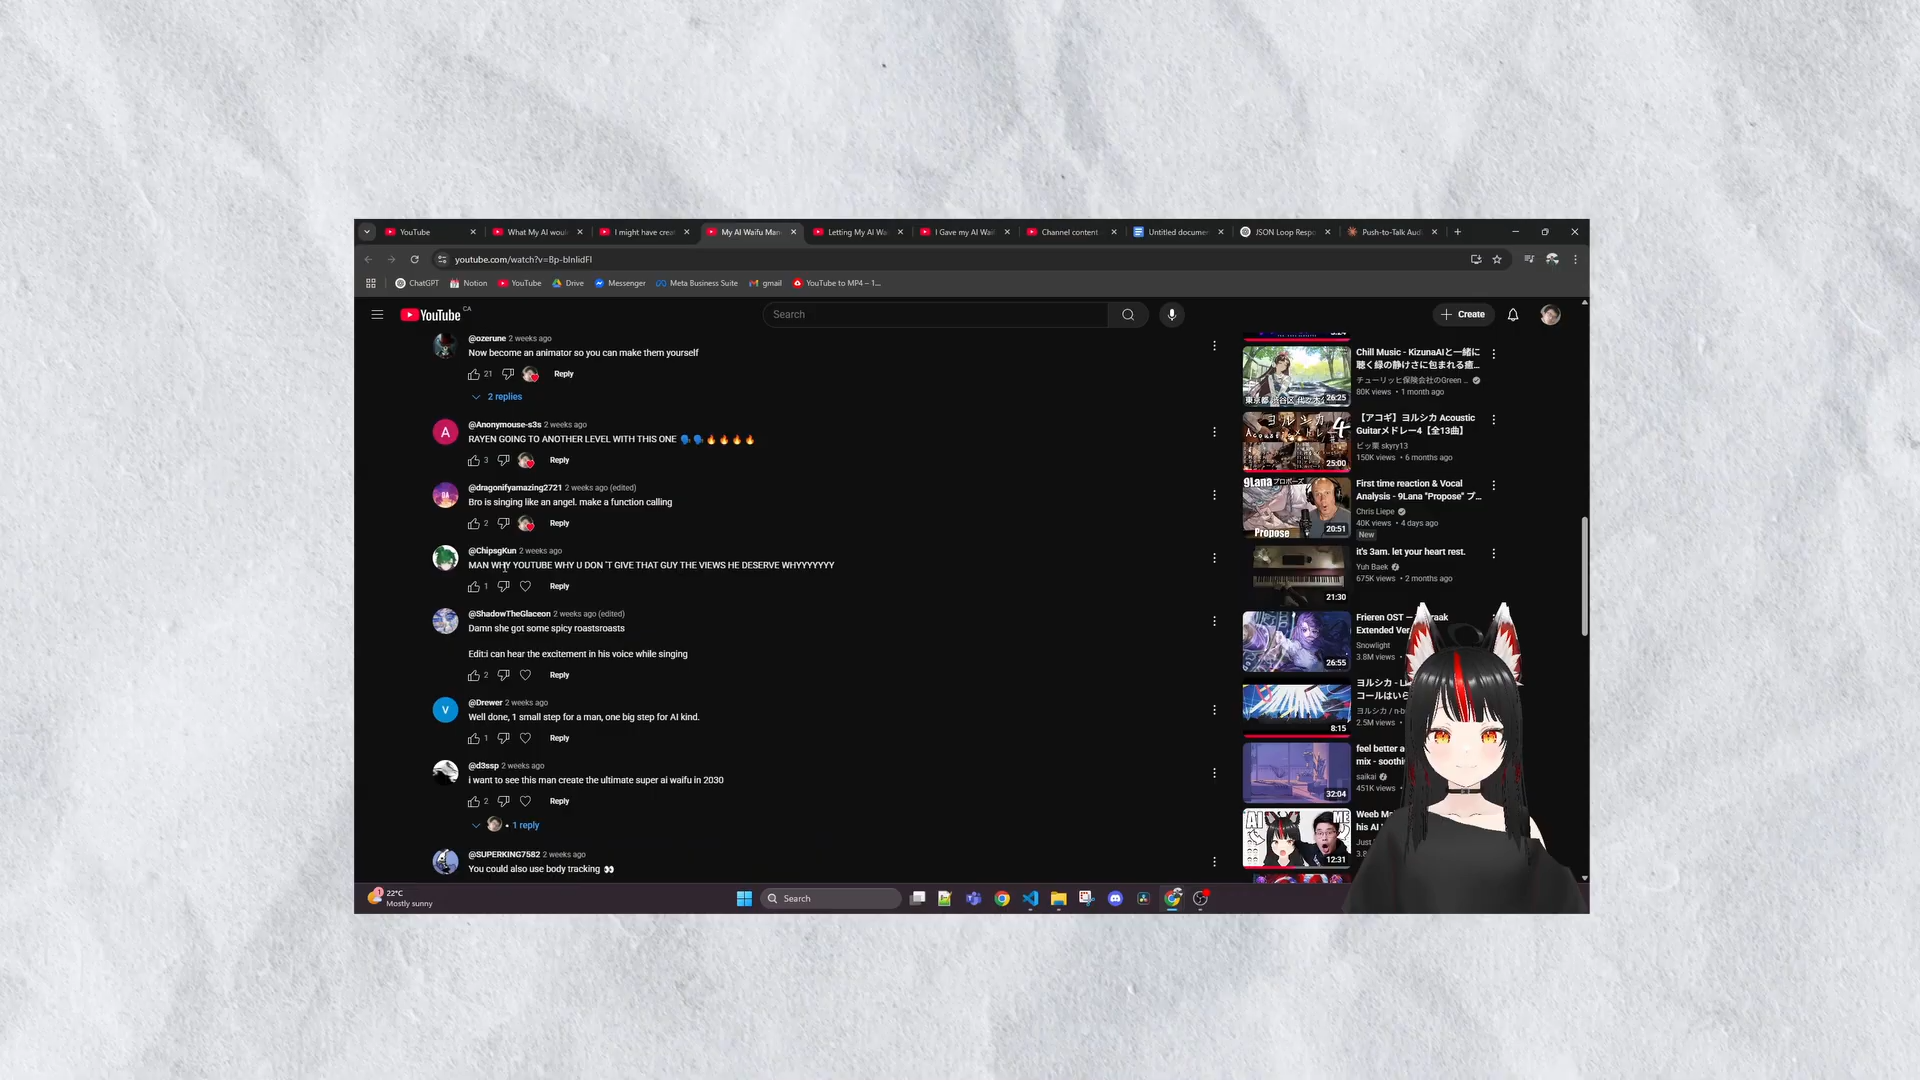 YouTube
What My AI woul
I might have crea
My AI Waifu Man
Letting My AI Wa
I Gave my AI Wai
Channel content
Untitled docume
JSON Loop Respo
Push-to-Talk Aud
youtube.com/watch?v=Bp-bInIidFI
ChatGPT
Notion
YouTube
Drive
Messenger
Meta Business Suite
gmail
YouTube to MP4 – 1...
YouTube CA
Search
Create
@ozerune 2 weeks ago
Now become an animator so you can make them yourself
21
Reply
2 replies
A
@Anonymouse-s3s 2 weeks ago
RAYEN GOING TO ANOTHER LEVEL WITH THIS ONE 🗣️🗣️🔥🔥🔥🔥
3
Reply
@dragonifyamazing2721 2 weeks ago (edited)
Bro is singing like an angel. make a function calling
2
Reply
@ChipsgKun 2 weeks ago
MAN WHY YOUTUBE WHY U DON ´T GIVE THAT GUY THE VIEWS HE DESERVE WHYYYYYYY
1
Reply
@ShadowTheGlaceon 2 weeks ago (edited)
Damn she got some spicy roastsroasts
Edit:i can hear the excitement in his voice while singing
2
Reply
V
@Drewer 2 weeks ago
Well done, 1 small step for a man, one big step for AI kind.
1
Reply
@d3ssp 2 weeks ago
i want to see this man create the ultimate super ai waifu in 2030
2
Reply
• 1 reply
@SUPERKING7582 2 weeks ago
You could also use body tracking 👀
26:25
Chill Music - KizunaAIと一緒に
聴く緑の静けさに包まれる癒...
チューリッヒ保険会社のGreen ...
80K views • 1 month ago
4
25:00
【アコギ】ヨルシカ Acoustic
Guitarメドレー4【全13曲】
ビッ栗 skyry13
150K views • 6 months ago
9Lana プロポーズ
Propose
20:51
First time reaction & Vocal
Analysis - 9Lana "Propose" プ...
Chris Liepe
40K views • 4 days ago
New
21:30
it's 3am. let your heart rest.
Yuh Baek
675K views • 2 months ago
26:55
Frieren OST –
Extended Ver
Snowlight
3.8M views
8:15
ヨルシカ -
コールはい
ヨルシカ /
2.5M views
32:04
feel better a
mix - sooth
saikai
451K views
AI
ME
12:31
Weeb M
his AI
Just
3.8
22°C
Mostly sunny
Search